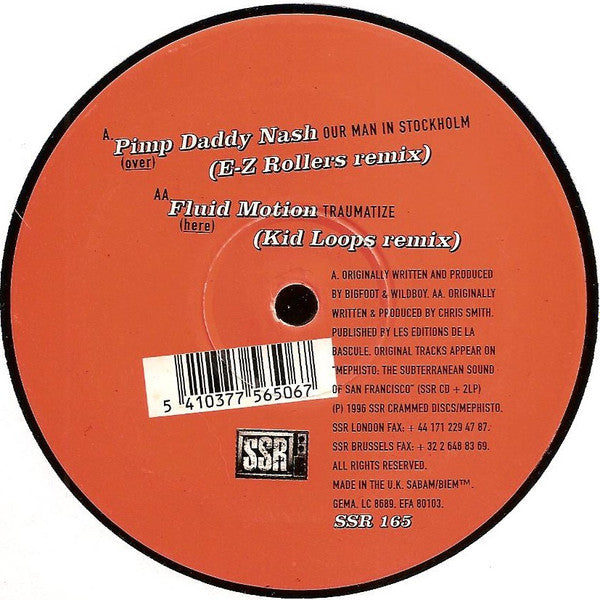 A. Pimp Daddy Nash OUR MAN IN STOCKHOLM
(over) (E-Z Rollers remix)
AA Fluid Motion TRAUMATIZE
(here) (Kid Loops remix)
A. ORIGINALLY WRITTEN AND PRODUCED
BY BIGFOOT & WILDBOY. AA. ORIGINALLY
WRITTEN & PRODUCED BY CHRIS SMITH.
PUBLISHED BY LES EDITIONS DE LA
BASCULE. ORIGINAL TRACKS APPEAR ON
"MEPHISTO: THE SUBTERRANEAN SOUND
OF SAN FRANCISCO" (SSR CD + 2LP)
(P) 1996 SSR CRAMMED DISCS/MEPHISTO.
SSR LONDON FAX: + 44 171 229 47 87.
SSR BRUSSELS FAX: + 32 2 648 83 69.
ALL RIGHTS RESERVED.
MADE IN THE U.K. SABAM/BIEM™.
GEMA. LC 8689. EFA 80103.
SSR 165
5 410377 565067
SSR